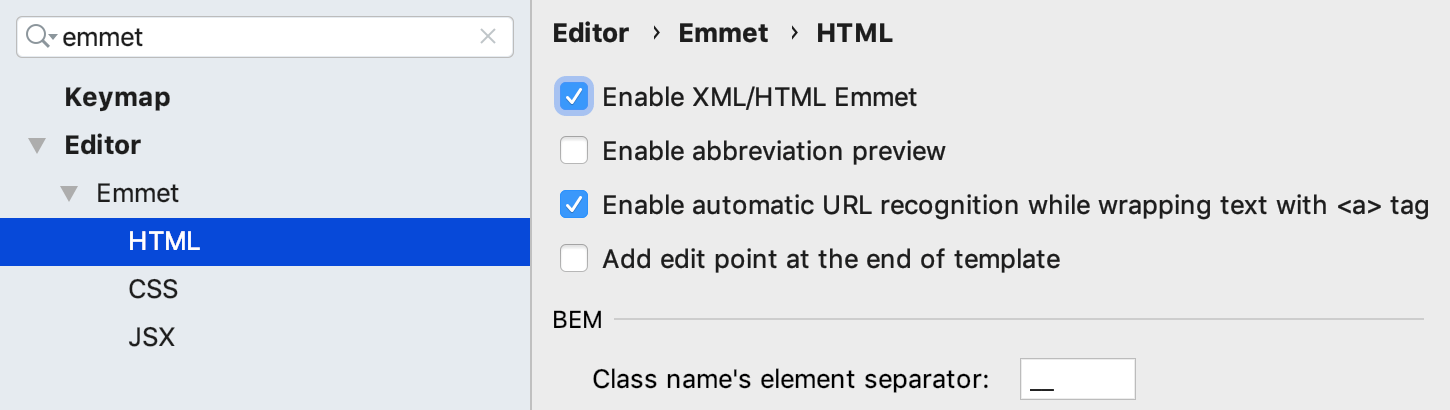 emmet
Keymap
Editor
Emmet
HTML
CSS
JSX
Editor › Emmet › HTML
Enable XML/HTML Emmet
Enable abbreviation preview
Enable automatic URL recognition while wrapping text with <a> tag
Add edit point at the end of template
BEM
Class name's element separator: __